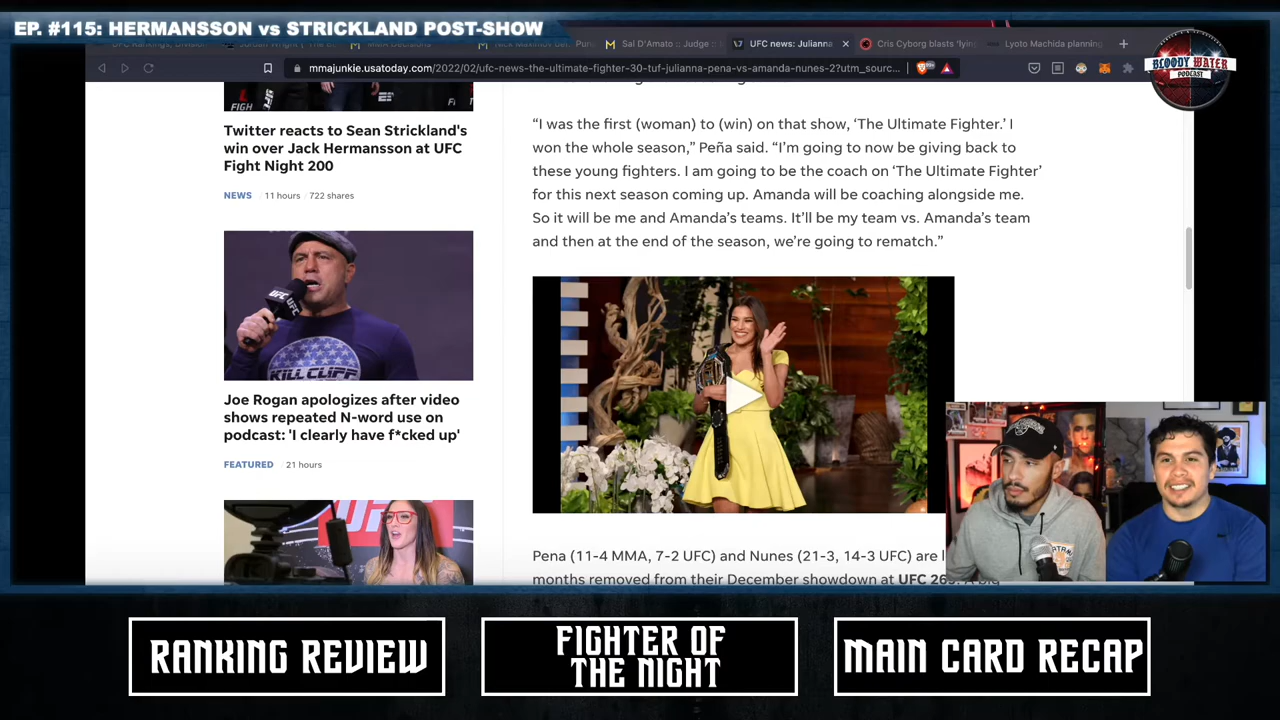 EP. #115: HERMANSSON vs STRICKLAND POST-SHOW
Sal D'Amato :: Judge ::
UFC news: Julianna
Cris Cyborg blasts 'lying
Lyoto Machida planning
mmajunkie.usatoday.com/2022/02/ufc-news-the-ultimate-fighter-30-tuf-julianna-pena-vs-amanda-nunes-2?utm_sourc...
BLOODY WATER
PODCAST
FIGH
Twitter reacts to Sean Strickland's
win over Jack Hermansson at UFC
Fight Night 200
NEWS / 11 hours / 722 shares
UFC
KILL CLIFF
Joe Rogan apologizes after video
shows repeated N-word use on
podcast: 'I clearly have f*cked up'
FEATURED 21 hours
“I was the first (woman) to (win) on that show, ‘The Ultimate Fighter.’ I
won the whole season,” Peña said. “I’m going to now be giving back to
these young fighters. I am going to be the coach on ‘The Ultimate Fighter’
for this next season coming up. Amanda will be coaching alongside me.
So it will be me and Amanda’s teams. It’ll be my team vs. Amanda’s team
and then at the end of the season, we’re going to rematch.”
Pena (11-4 MMA, 7-2 UFC) and Nunes (21-3, 14-3 UFC) are
months removed from their December showdown at UFC
RANKING REVIEW
FIGHTER OF
THE NIGHT
MAIN CARD RECAP